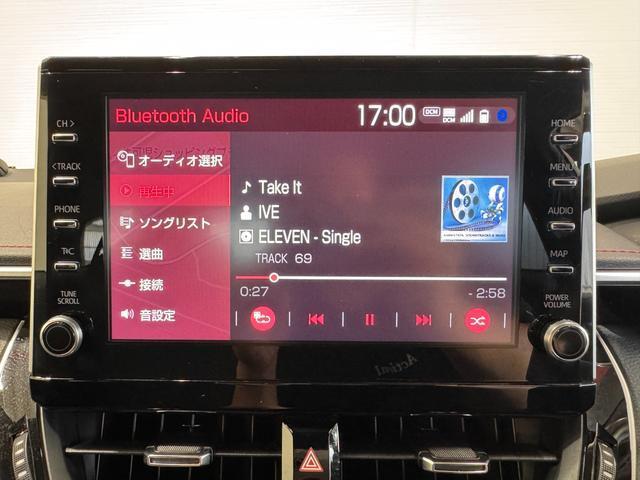 Bluetooth Audio
17:00
DCM
DCM
CH >
< TRACK
PHONE
TUNE
SCROLL
HOME
MENU
AUDIO
MAP
POWER
VOLUME
オーディオ選択
再生中
ソングリスト
選曲
接続
音設定
Take It
IVE
ELEVEN - Single
TRACK 69
0:27
- 2:58